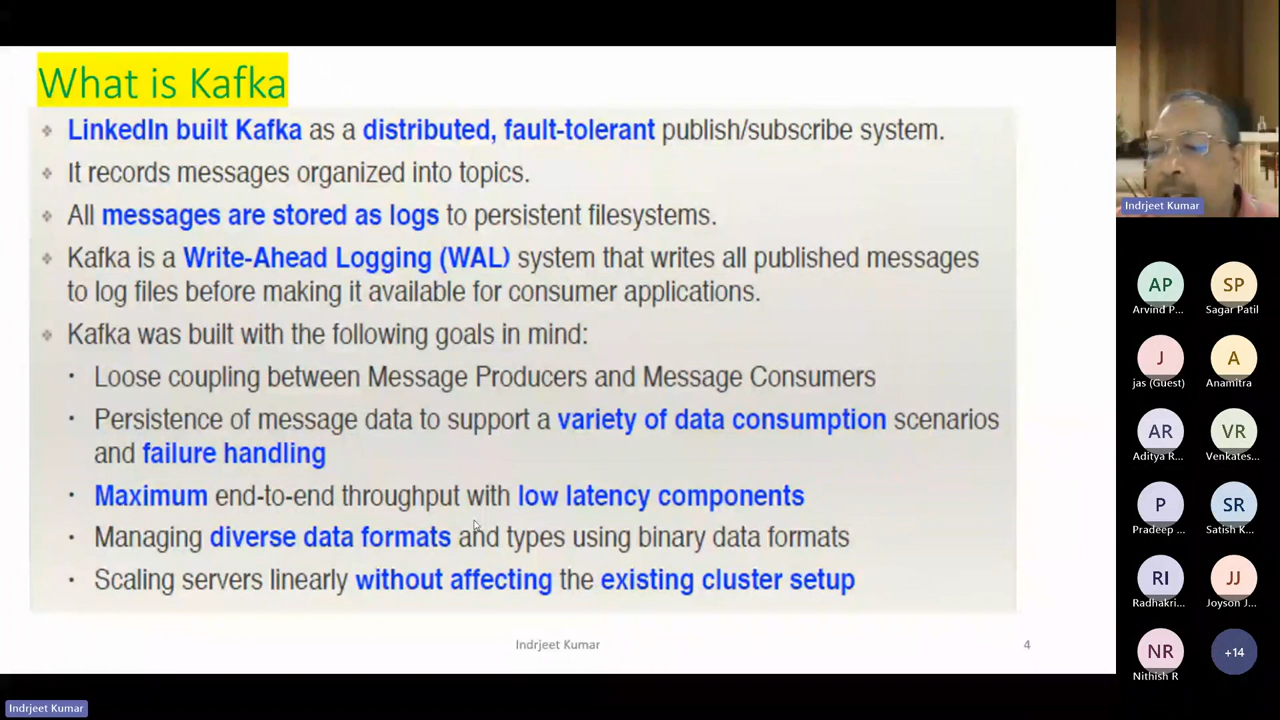 What is Kafka
LinkedIn built Kafka as a distributed, fault-tolerant publish/subscribe system.
It records messages organized into topics.
All messages are stored as logs to persistent filesystems.
Kafka is a Write-Ahead Logging (WAL) system that writes all published messages
to log files before making it available for consumer applications.
Kafka was built with the following goals in mind:
Loose coupling between Message Producers and Message Consumers
Persistence of message data to support a variety of data consumption scenarios
and failure handling
Maximum end-to-end throughput with low latency components
Managing diverse data formats and types using binary data formats
Scaling servers linearly without affecting the existing cluster setup
Indrjeet Kumar
4
Indrjeet Kumar
Indrjeet Kumar
AP
Arvind P...
SP
Sagar Patil
J
jas (Guest)
A
Anamitra
AR
Aditya R...
VR
Venkates...
P
Pradeep ...
SR
Satish K...
RI
Radhakri...
JJ
Joyson J...
NR
Nithish R
+14